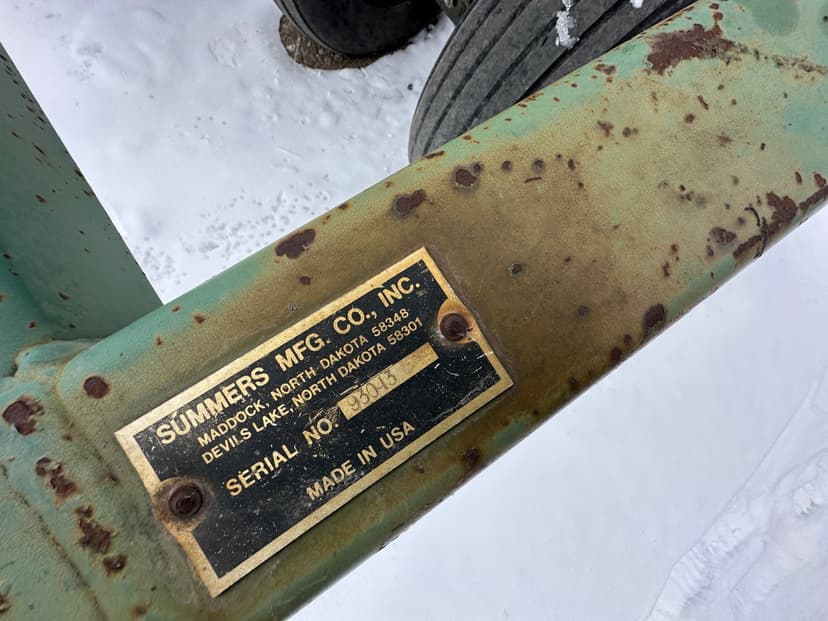 SUMMERS MFG. CO., INC.
MADDOCK, NORTH DAKOTA 58348
DEVILS LAKE, NORTH DAKOTA 58301
SERIAL NO. 93043
MADE IN USA